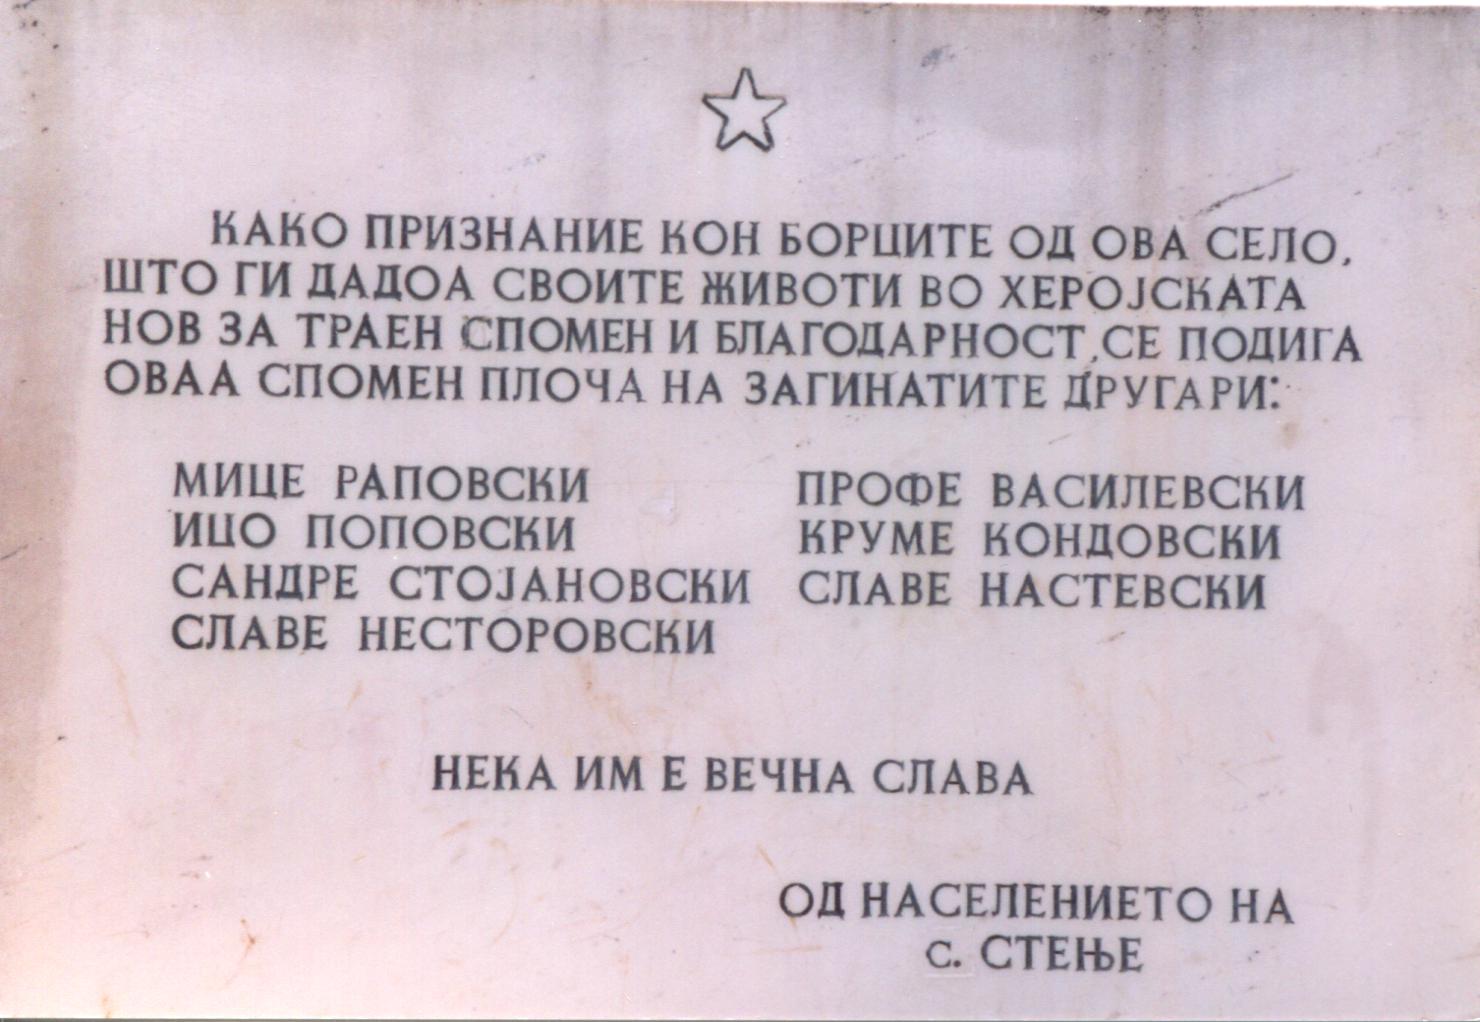 КАКО ПРИЗНАНИЕ КОН БОРЦИТЕ ОД ОВА СЕЛО,
ШТО ГИ ДАДОА СВОИТЕ ЖИВОТИ ВО ХЕРОЈСКАТА
НОВ ЗА ТРАЕН СПОМЕН И БЛАГОДАРНОСТ, СЕ ПОДИГА
ОВАА СПОМЕН ПЛОЧА НА ЗАГИНАТИТЕ ДРУГАРИ:
МИЦЕ РАПОВСКИ
ИЦО ПОПОВСКИ
САНДРЕ СТОЈАНОВСКИ
СЛАВЕ НЕСТОРОВСКИ
ПРОФЕ ВАСИЛЕВСКИ
КРУМЕ КОНДОВСКИ
СЛАВЕ НАСТЕВСКИ
НЕКА ИМ Е ВЕЧНА СЛАВА
ОД НАСЕЛЕНИЕТО НА
с. СТЕЊЕ